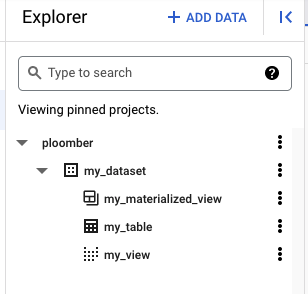 Explorer
+ ADD DATA
Type to search
Viewing pinned projects.
ploomber
my_dataset
my_materialized_view
my_table
my_view